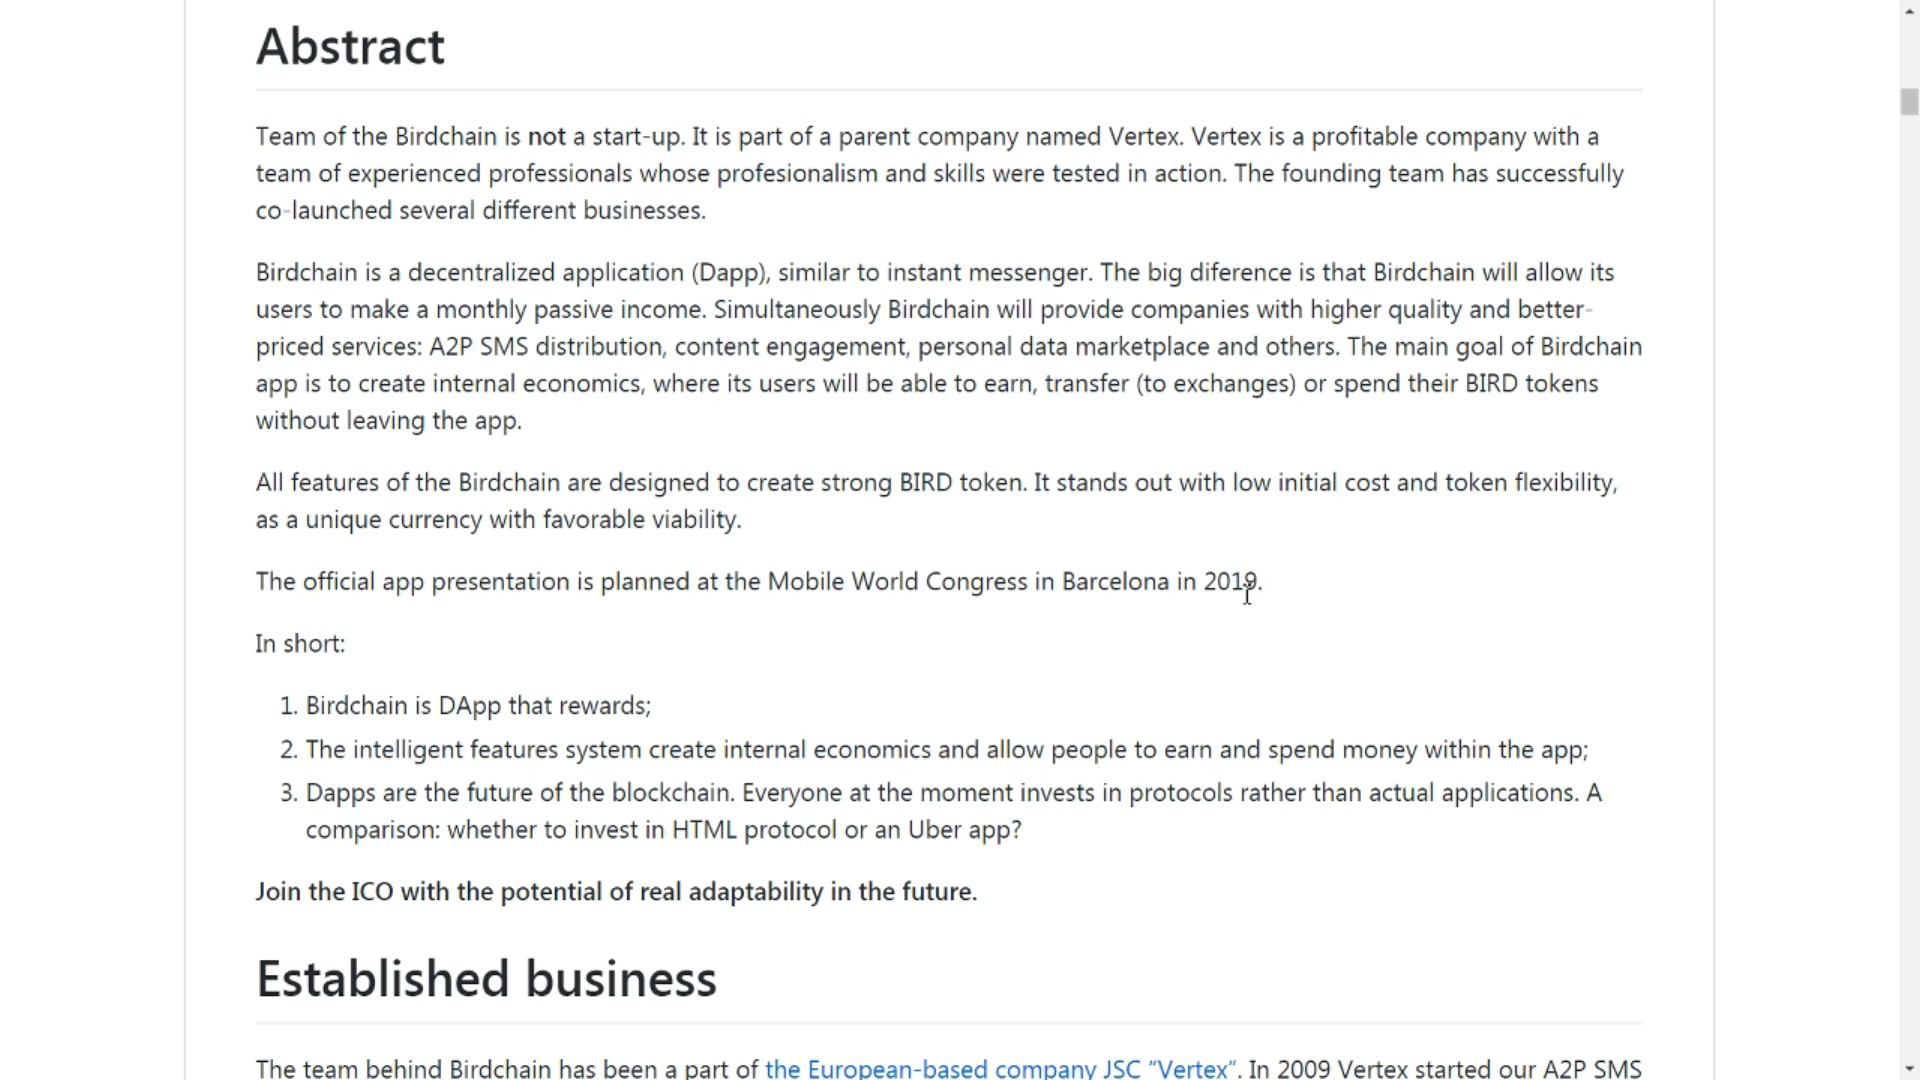 Abstract
Team of the Birdchain is not a start-up. It is part of a parent company named Vertex. Vertex is a profitable company with a
team of experienced professionals whose profesionalism and skills were tested in action. The founding team has successfully
co-launched several different businesses.
Birdchain is a decentralized application (Dapp), similar to instant messenger. The big diference is that Birdchain will allow its
users to make a monthly passive income. Simultaneously Birdchain will provide companies with higher quality and better-
priced services: A2P SMS distribution, content engagement, personal data marketplace and others. The main goal of Birdchain
app is to create internal economics, where its users will be able to earn, transfer (to exchanges) or spend their BIRD tokens
without leaving the app.
All features of the Birdchain are designed to create strong BIRD token. It stands out with low initial cost and token flexibility,
as a unique currency with favorable viability.
The official app presentation is planned at the Mobile World Congress in Barcelona in 2019.
In short:
1. Birdchain is DApp that rewards;
2. The intelligent features system create internal economics and allow people to earn and spend money within the app;
3. Dapps are the future of the blockchain. Everyone at the moment invests in protocols rather than actual applications. A
comparison: whether to invest in HTML protocol or an Uber app?
Join the ICO with the potential of real adaptability in the future.
Established business
The team behind Birdchain has been a part of the European-based company JSC “Vertex”. In 2009 Vertex started our A2P SMS